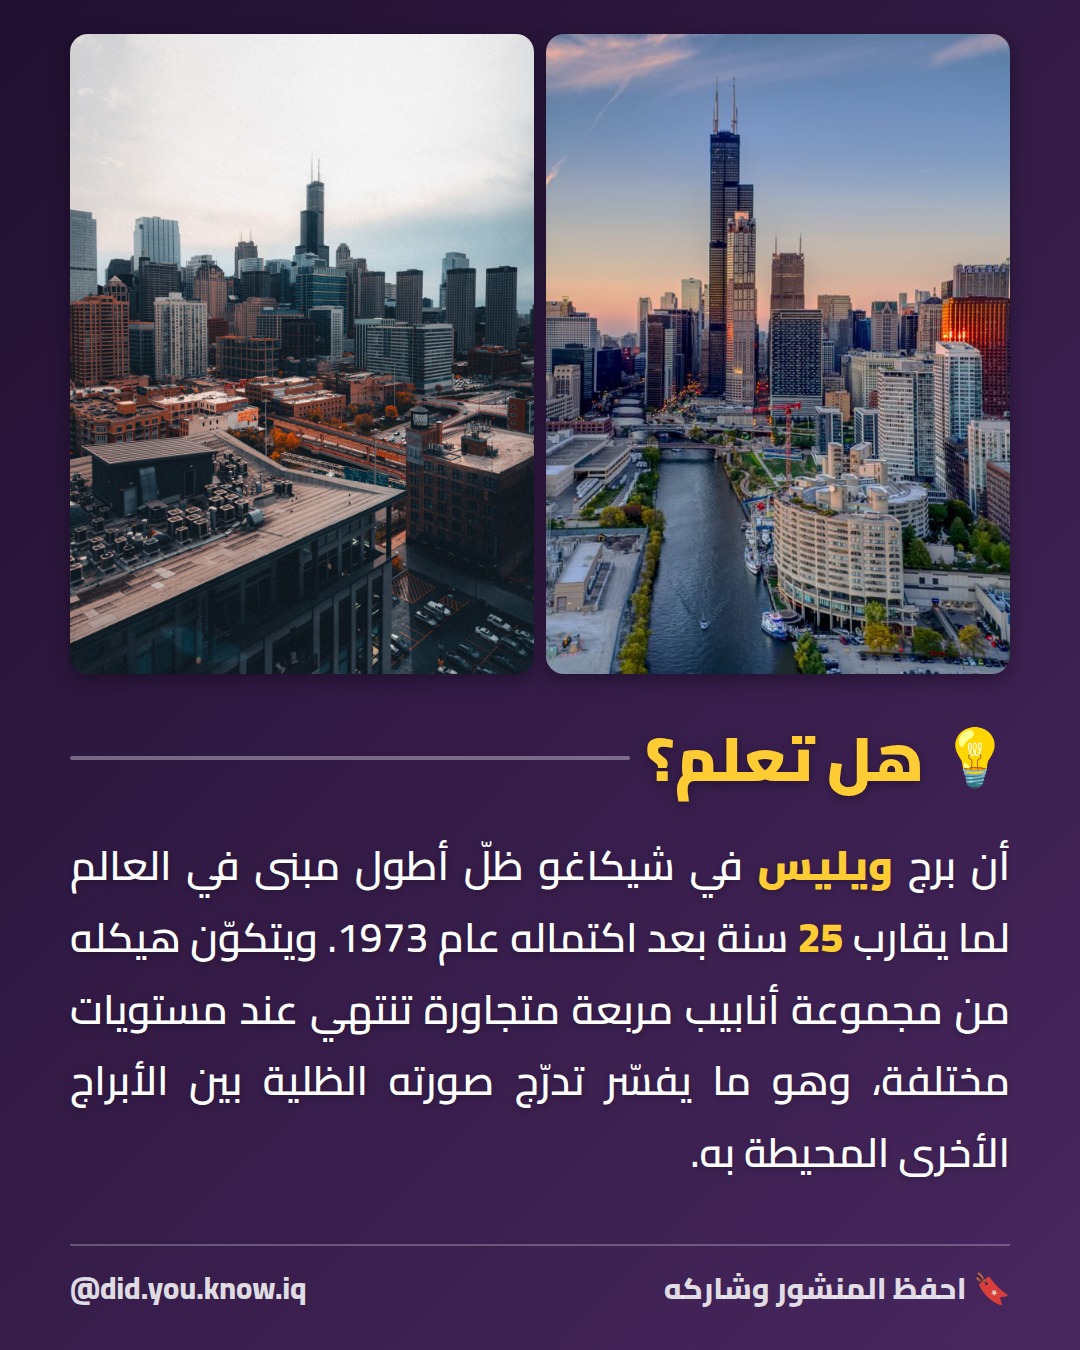 💡 هل تعلم؟
أن برج ويليس في شيكاغو ظلّ أطول مبنى في العالم
لما يقارب 25 سنة بعد اكتماله عام 1973. ويتكوّن هيكله
من مجموعة أنابيب مربعة متجاورة تنتهي عند مستويات
مختلفة، وهو ما يفسّر تدرّج صورته الظلية بين الأبراج
الأخرى المحيطة به.
🔖 احفظ المنشور وشاركه
@did.you.know.iq